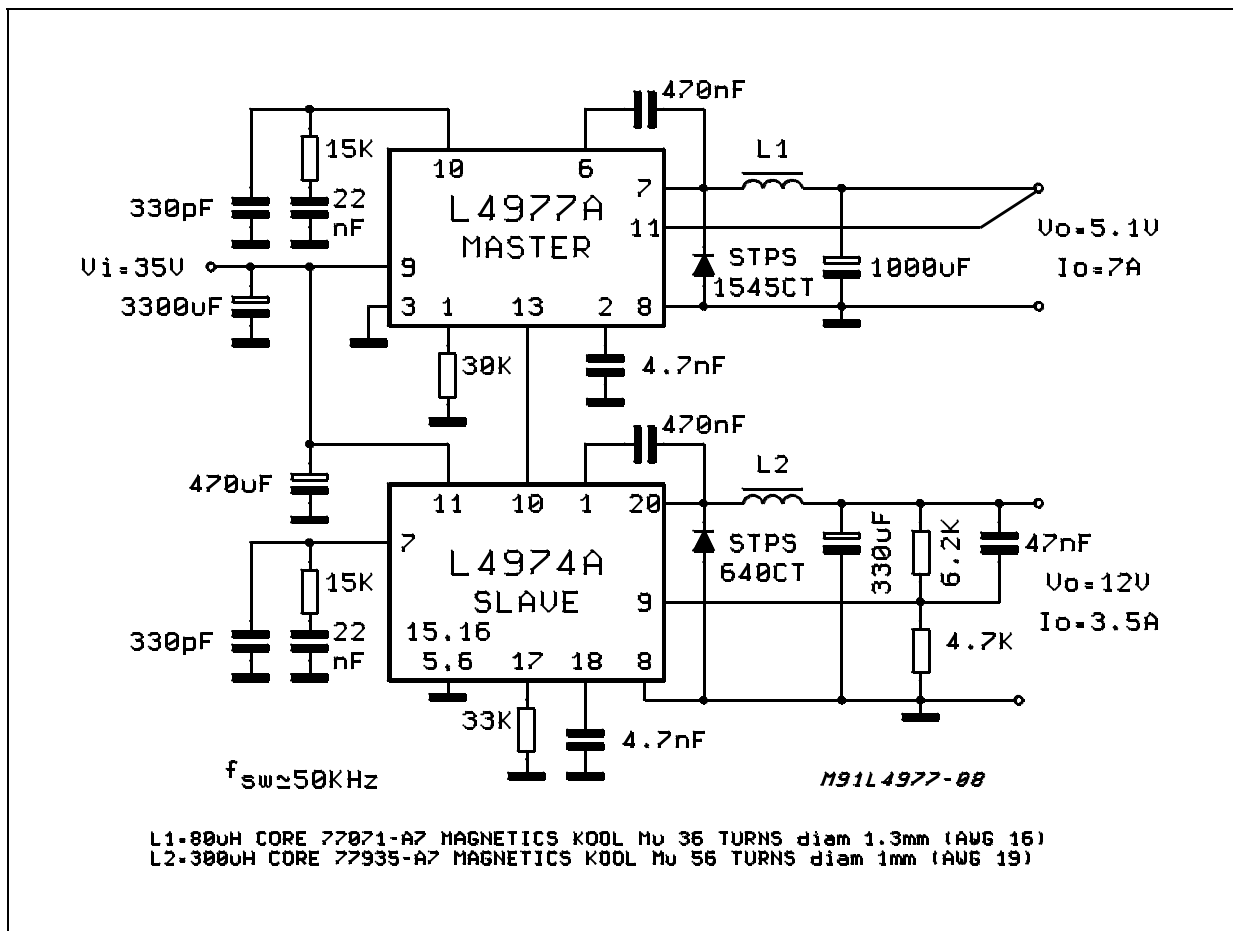 470nF
15K
10
6
L1
7
330pF
22
nF
L4977A
MASTER
11
Vo=5.1V
Vi=35V
9
STPS
1545CT
1000uF
Io=7A
3300uF
3
1
13
2
8
30K
4.7nF
470nF
L2
470uF
11
10
1
20
7
L4974A
SLAVE
STPS
640CT
330uF
6.2K
47nF
15K
9
Vo=12V
330pF
22
nF
15.16
5.6
17
18
8
4.7K
Io=3.5A
33K
4.7nF
fsw≃50KHz
M91L4977-08
L1=80uH CORE 77071-A7 MAGNETICS KOOL Mu 36 TURNS diam 1.3mm (AWG 16)
L2=300uH CORE 77935-A7 MAGNETICS KOOL Mu 56 TURNS diam 1mm (AWG 19)